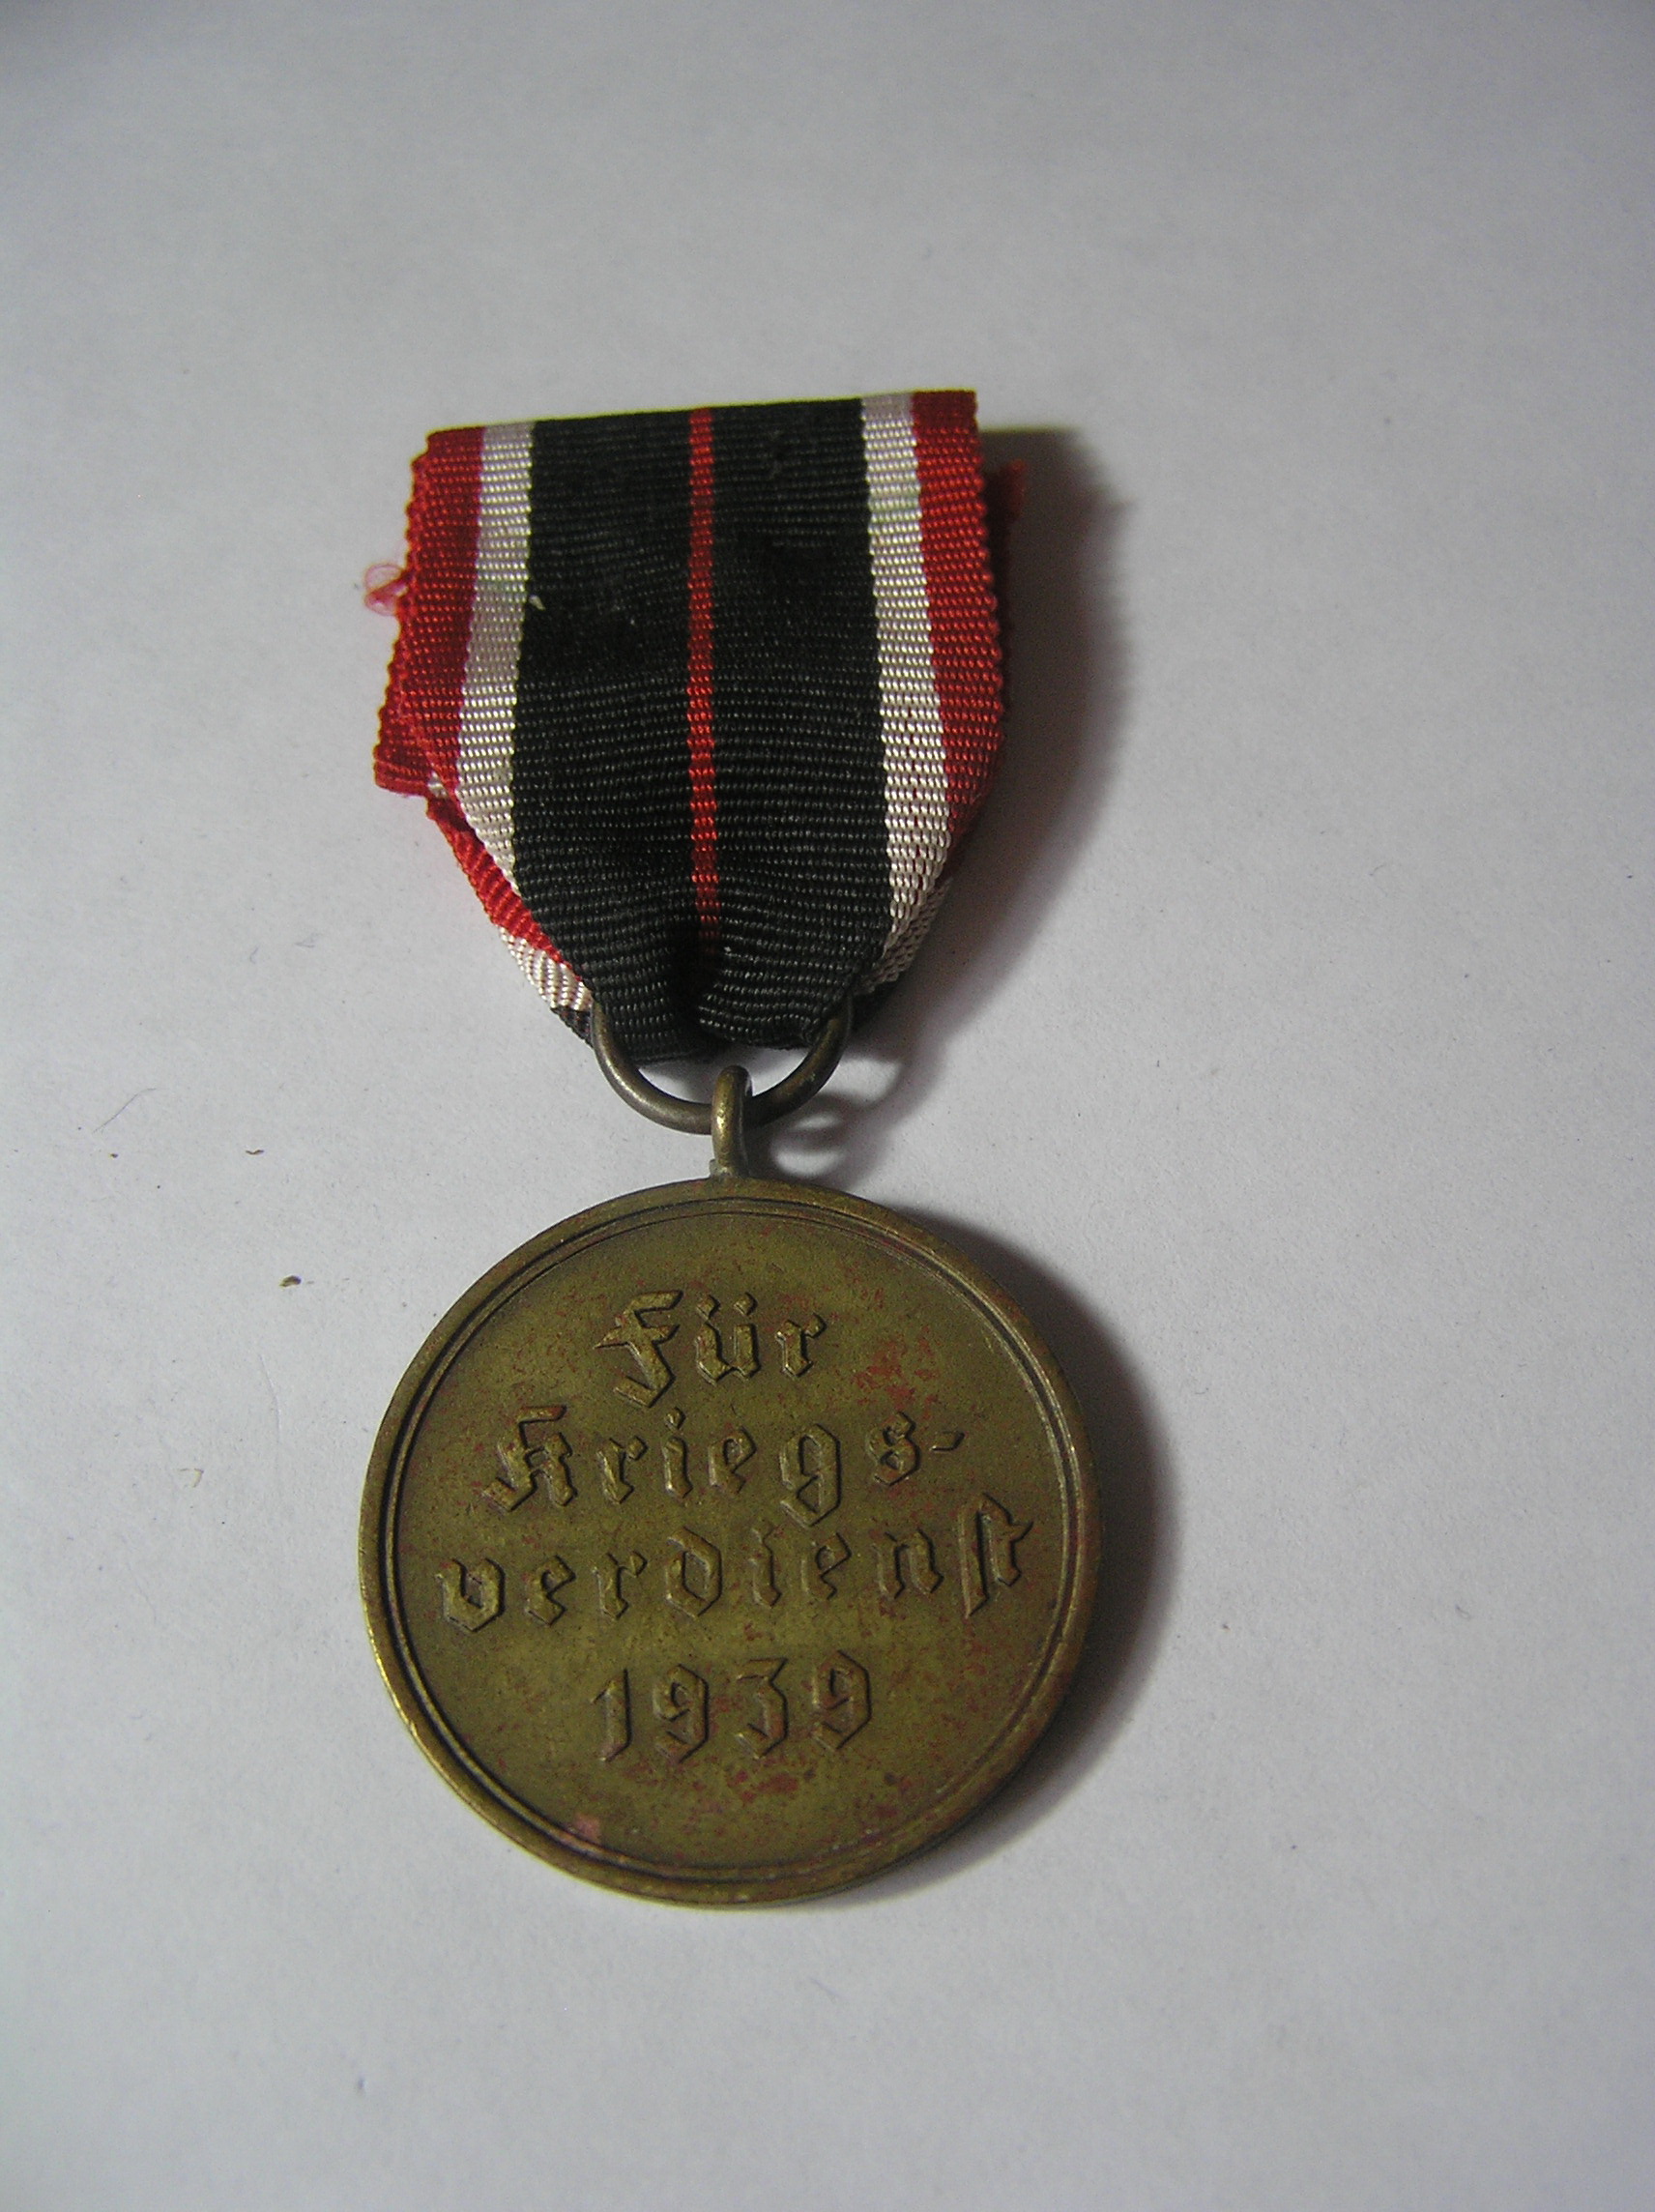 Für
Kriegs-
verdienst
1939